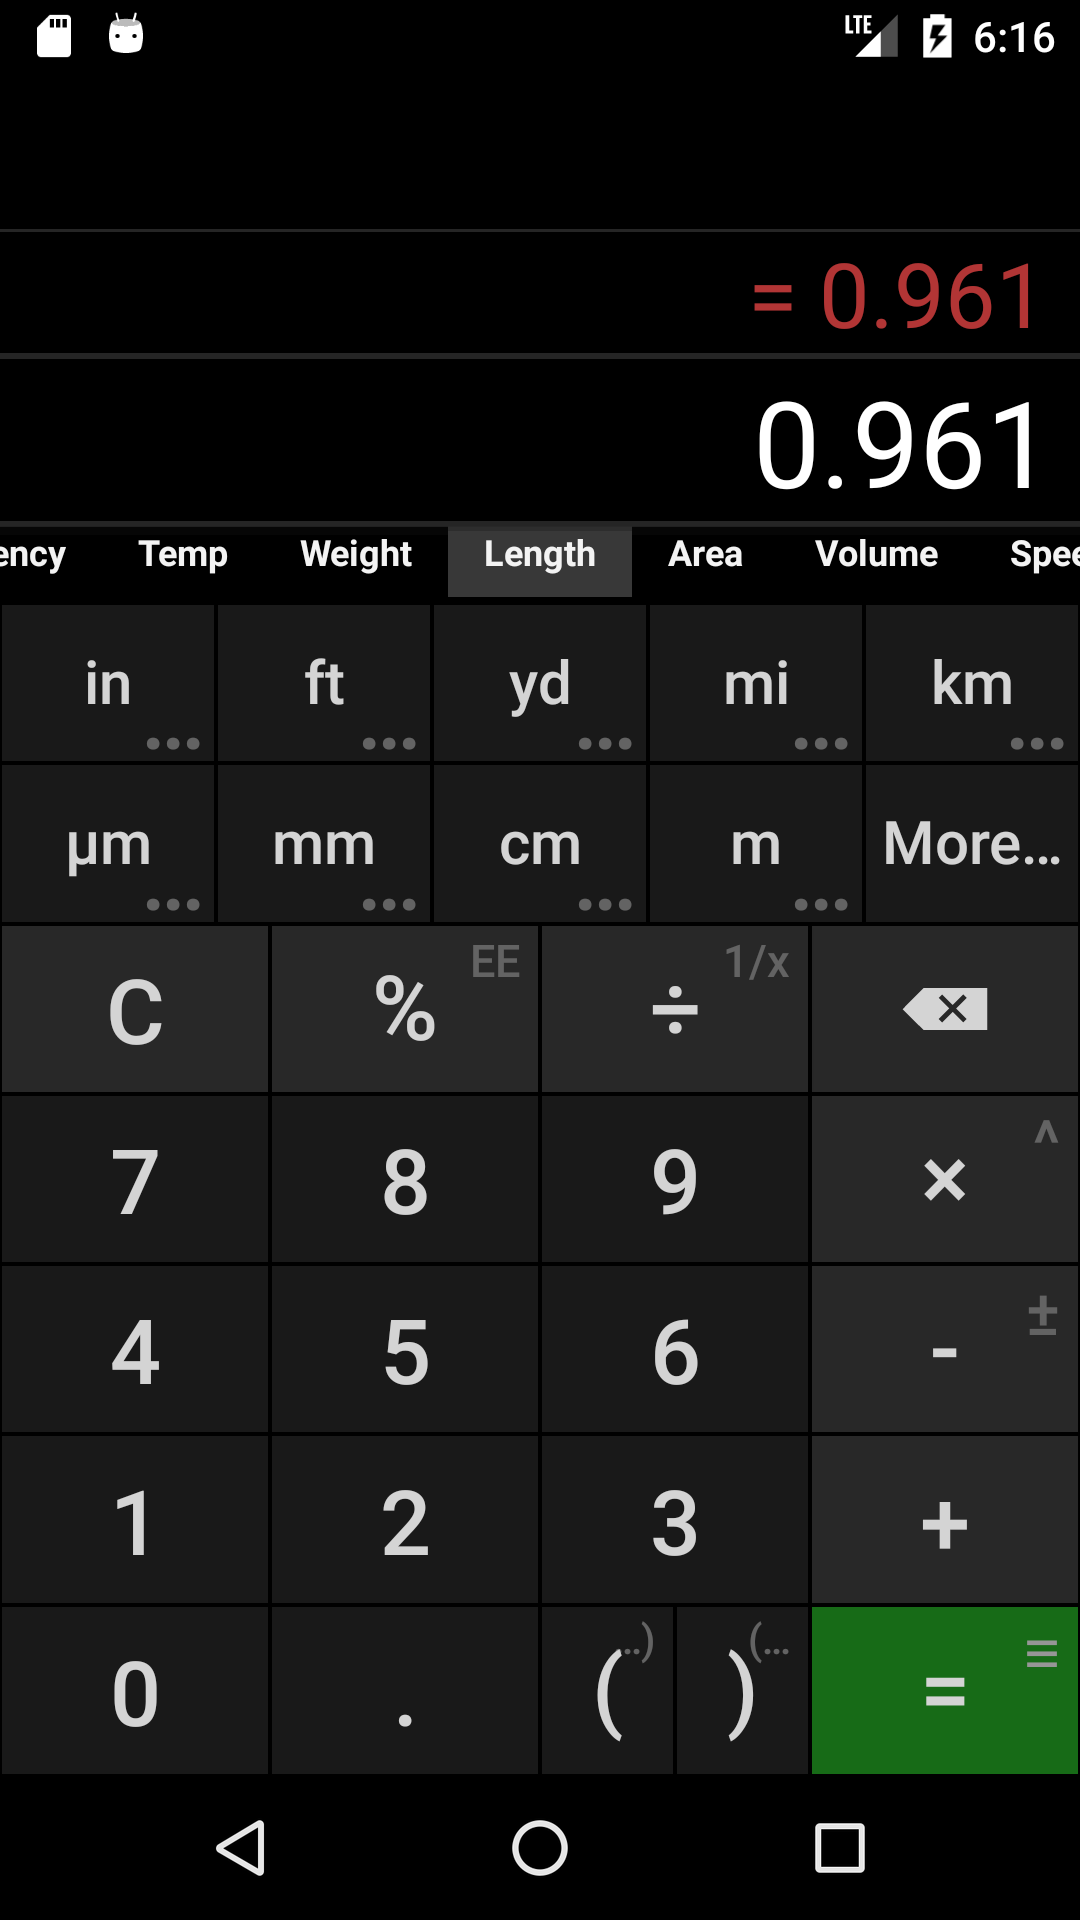 LTE 6:16
= 0.961
0.961
ency Temp Weight Length Area Volume Spee
in ft yd mi km
µm mm cm m More...
C % EE ÷ 1/x
7 8 9 × ^
4 5 6 - ±
1 2 3 +
0 . ( ..) ) (... =